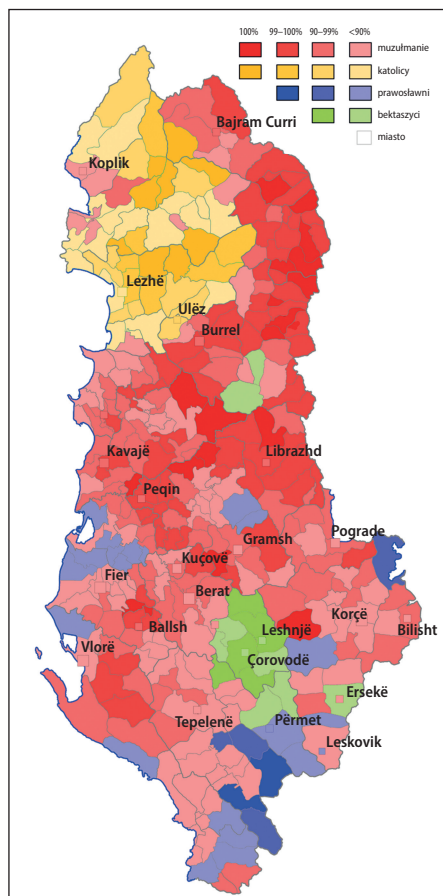 100% 99–100% 90–99% <90%
muzułmanie
katolicy
prawosławni
bektaszyci
miasto
Bajram Curri
Koplik
Lezhë
Ulëz
Burrel
Kavajë
Librazhd
Peqin
Pograde
Gramsh
Kuçovë
Fier
Berat
Korçë
Ballsh
Leshnjë
Bilisht
Vlorë
Çorovodë
Ersekë
Tepelenë
Përmet
Leskovik